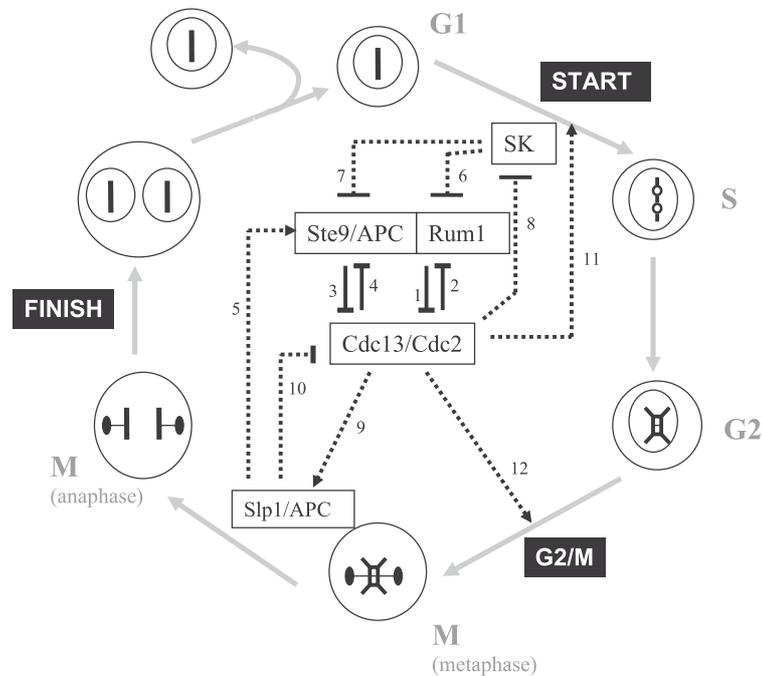 G1
START
SK
7
6
S
Ste9/APC
Rum1
8
11
3
4
1
2
5
FINISH
Cdc13/Cdc2
10
9
G2
M
(anaphase)
12
Slp1/APC
G2/M
M
(metaphase)